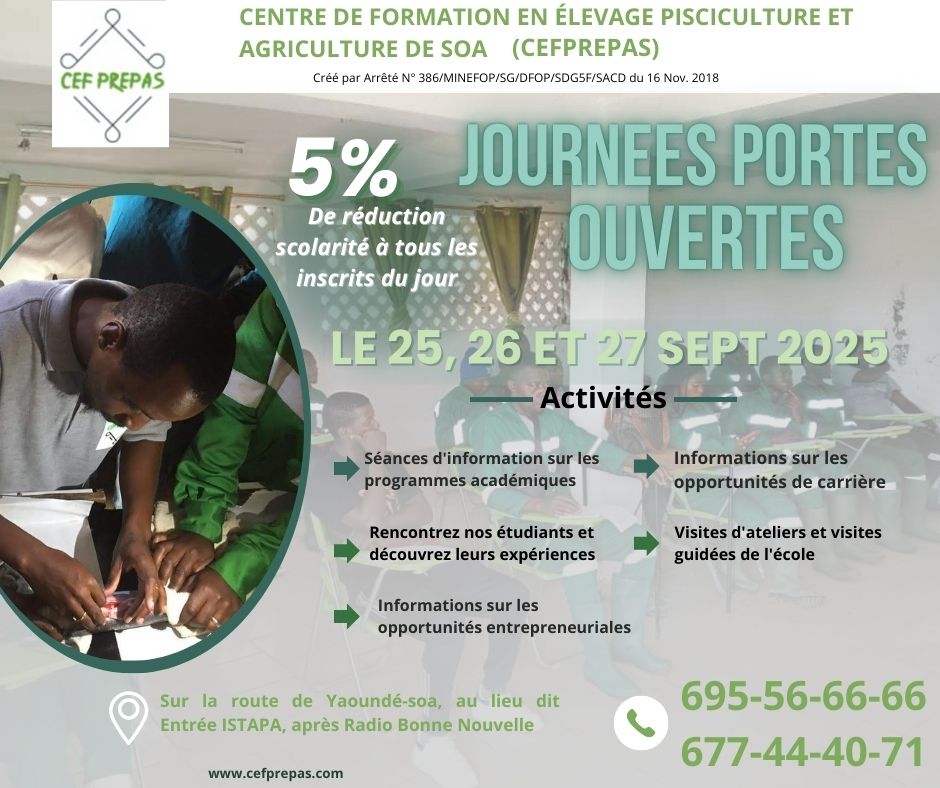 CENTRE DE FORMATION EN ÉLEVAGE PISCICULTURE ET
AGRICULTURE DE SOA (CEFPREPAS)
Créé par Arrêté N° 386/MINEFOP/SG/DFOP/SDG5F/SACD du 16 Nov. 2018
CEF PREPAS
5%
De réduction
scolarité à tous les
inscrits du jour
JOURNEES PORTES
OUVERTES
LE 25, 26 ET 27 SEPT 2025
Activités
Séances d'information sur les
programmes académiques
Informations sur les
opportunités de carrière
Rencontrez nos étudiants et
découvrez leurs expériences
Visites d'ateliers et visites
guidées de l'école
Informations sur les
opportunités entrepreneuriales
Sur la route de Yaoundé-soa, au lieu dit
Entrée ISTAPA, après Radio Bonne Nouvelle
695-56-66-66
677-44-40-71
www.cefprepas.com